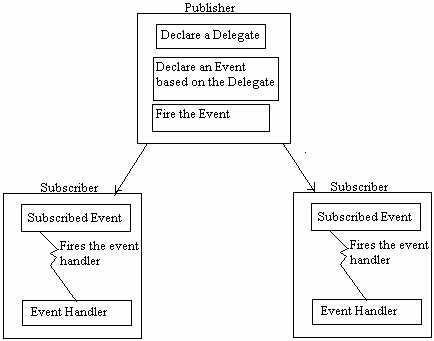 Publisher
Declare a Delegate
Declare an Event
based on the Delegate
Fire the Event
Subscriber
Subscribed Event
Fires the event
handler
Event Handler
Subscriber
Subscribed Event
Fires the event
handler
Event Handler